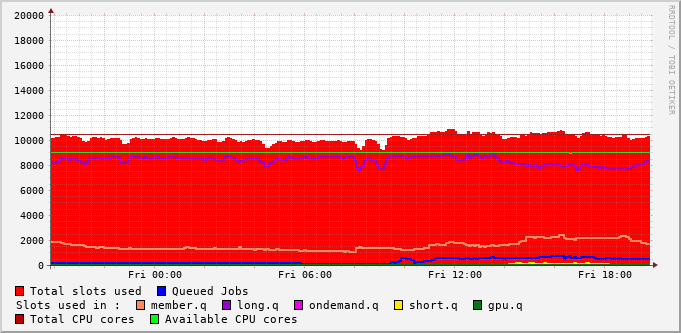 20000
18000
16000
14000
12000
10000
8000
6000
4000
2000
0
Fri 00:00 Fri 06:00 Fri 12:00 Fri 18:00
RRDTOOL / TOBI OETIKER
Total slots used Queued Jobs
Slots used in : member.q long.q ondemand.q short.q gpu.q
Total CPU cores Available CPU cores